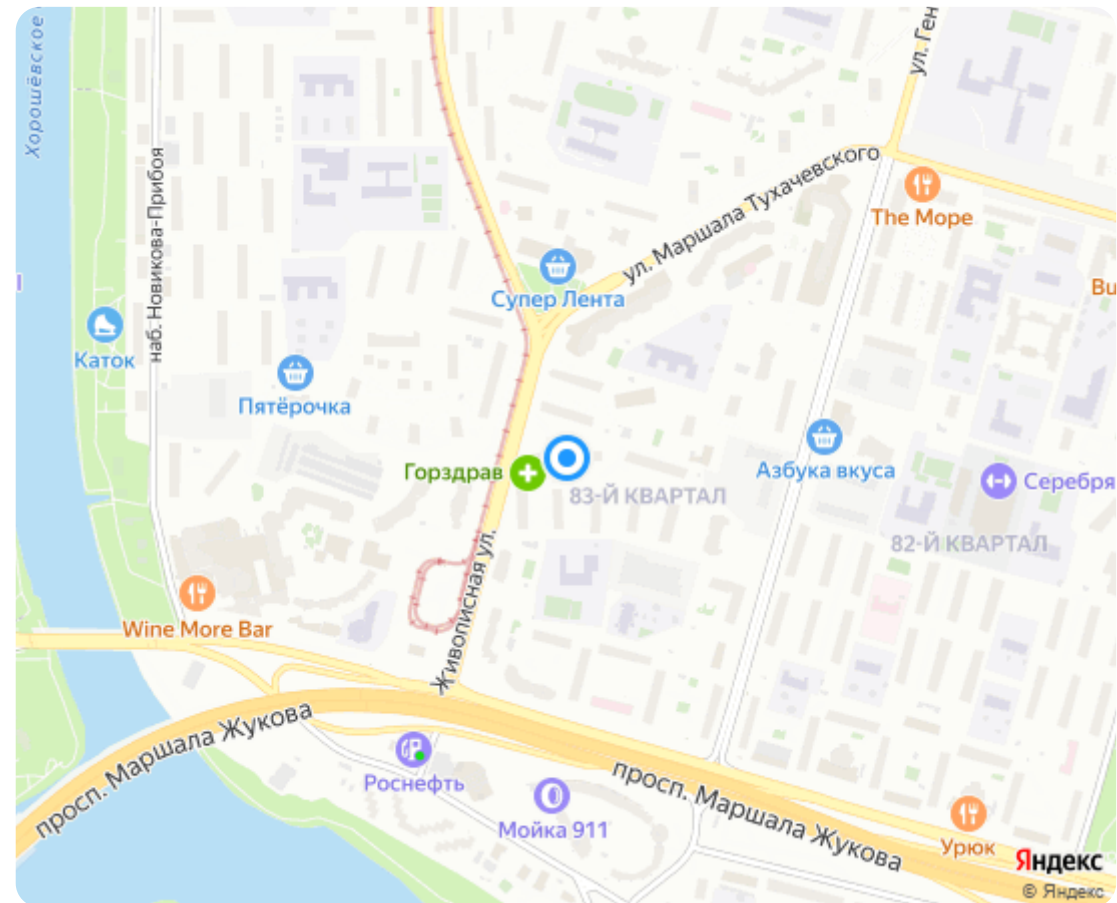 Хорошёвское
ул. Ген
наб. Новикова-Прибоя
ул. Маршала Тухачевского
The Море
Супер Лента
Bu
Каток
Пятёрочка
Горздрав
83-Й КВАРТАЛ
Азбука вкуса
Серебря
82-Й КВАРТАЛ
Живописная ул.
Wine More Bar
просп. Маршала Жукова
Роснефть
Мойка 911
просп. Маршала Жукова
Урюк
Яндекс
© Яндекс